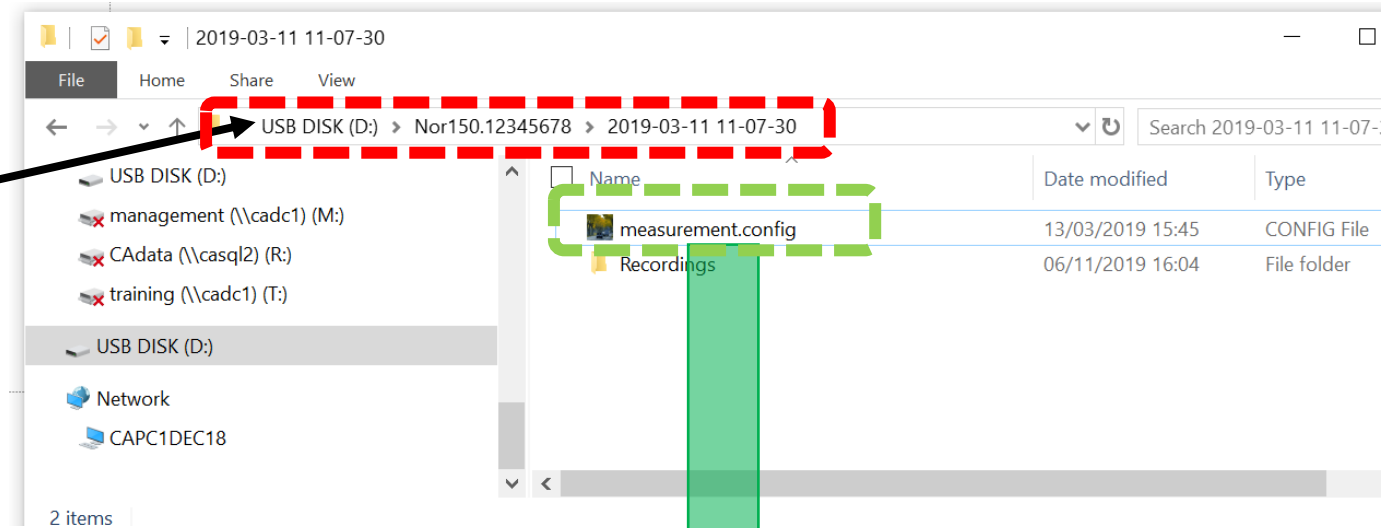 2019-03-11 11-07-30
File Home Share View
USB DISK (D:) > Nor150.12345678 > 2019-03-11 11-07-30
Search 2019-03-11 11-07-
USB DISK (D:)
management (\\cadc1) (M:)
CAdata (\\casql2) (R:)
training (\\cadc1) (T:)
USB DISK (D:)
Network
CAPC1DEC18
Name Date modified Type
measurement.config 13/03/2019 15:45 CONFIG File
Recordings 06/11/2019 16:04 File folder
2 items